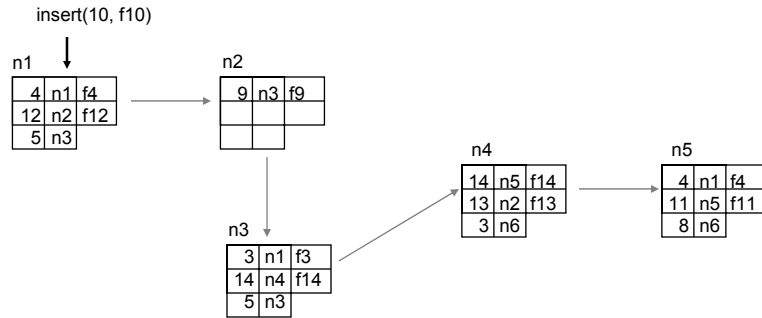 insert(10, f10)
n1
4 n1 f4
12 n2 f12
5 n3
n2
9 n3 f9
n3
3 n1 f3
14 n4 f14
5 n3
n4
14 n5 f14
13 n2 f13
3 n6
n5
4 n1 f4
11 n5 f11
8 n6